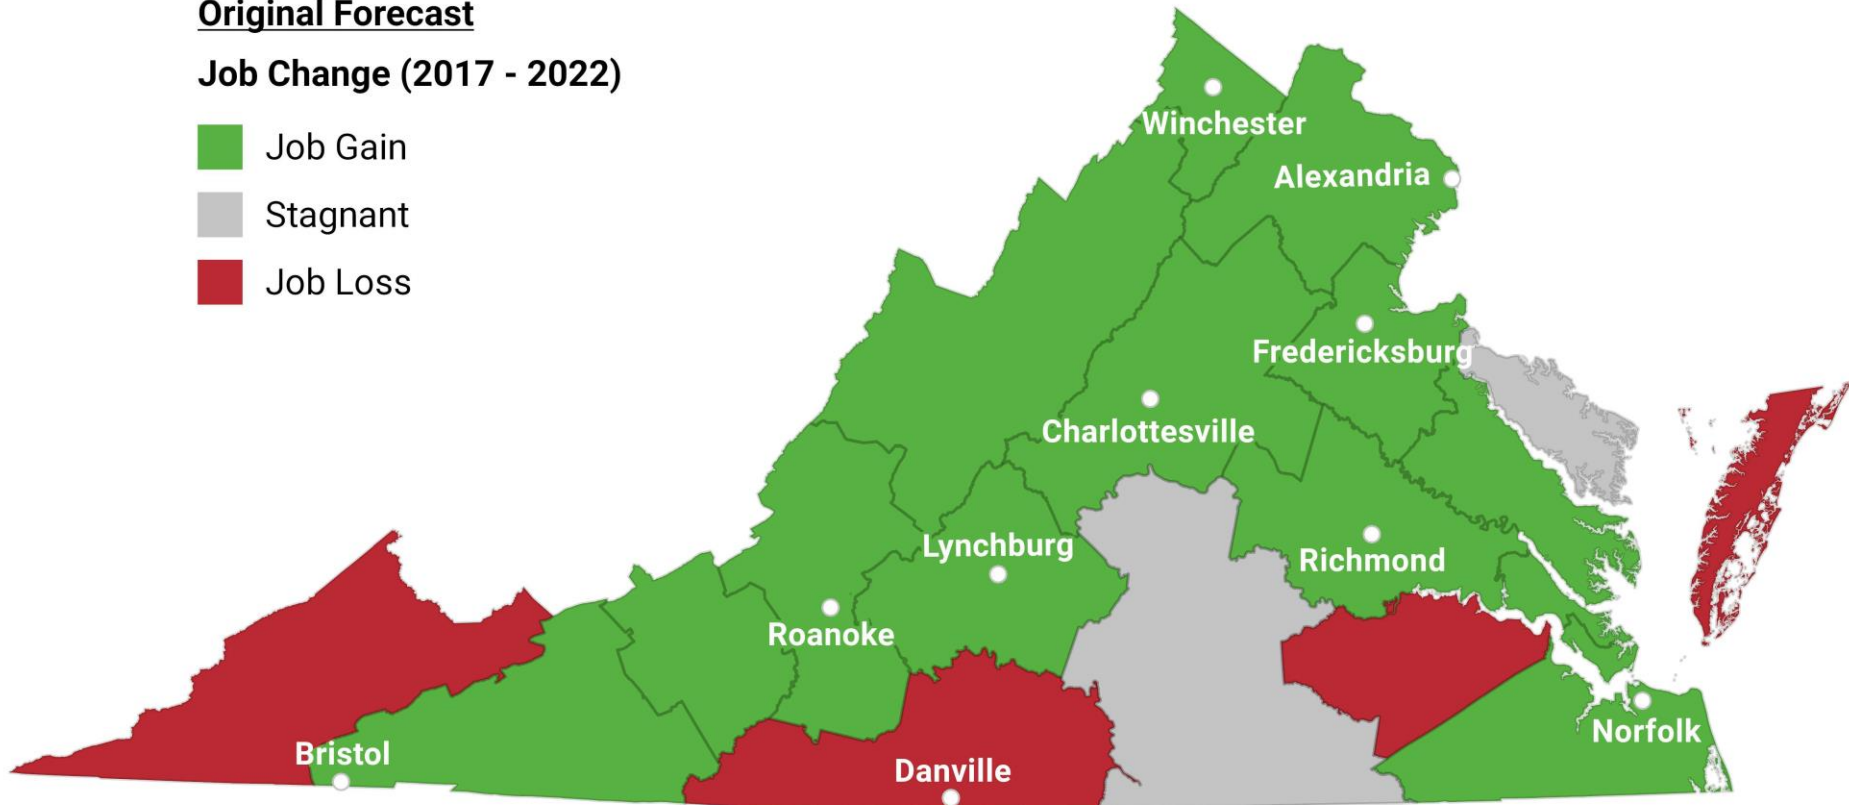 Original Forecast
Job Change (2017 - 2022)
Job Gain
Stagnant
Job Loss
Winchester
Alexandria
Fredericksburg
Charlottesville
Lynchburg
Richmond
Roanoke
Norfolk
Bristol
Danville